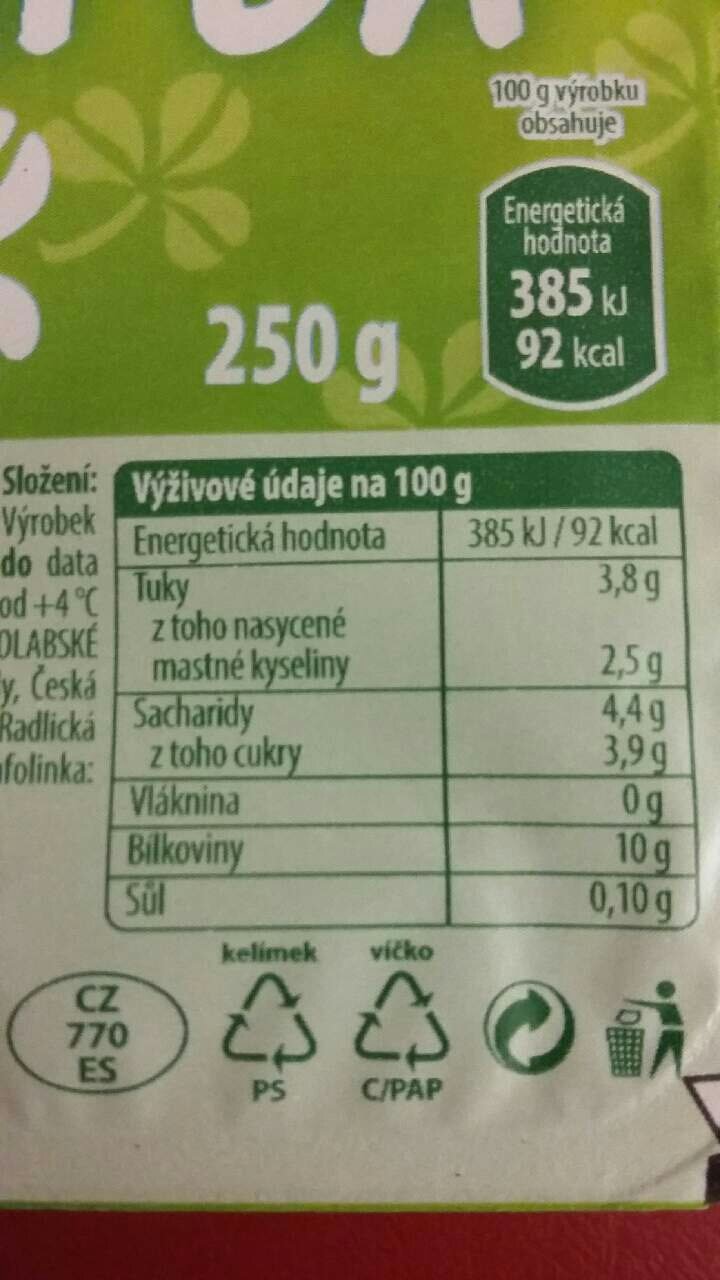 100 g výrobku
obsahuje
Energetická
hodnota
385 kJ
92 kcal
250 g
Složení:
Výrobek
do data
od +4 °C
OLABSKÉ
y, Česká
Radlická
nfolinka:
Výživové údaje na 100 g
Energetická hodnota 385 kJ / 92 kcal
Tuky 3,8 g
z toho nasycené
mastné kyseliny 2,5 g
Sacharidy 4,4 g
z toho cukry 3,9 g
Vláknina 0 g
Bílkoviny 10 g
Sůl 0,10 g
kelímek víčko
CZ
770
ES
PS C/PAP